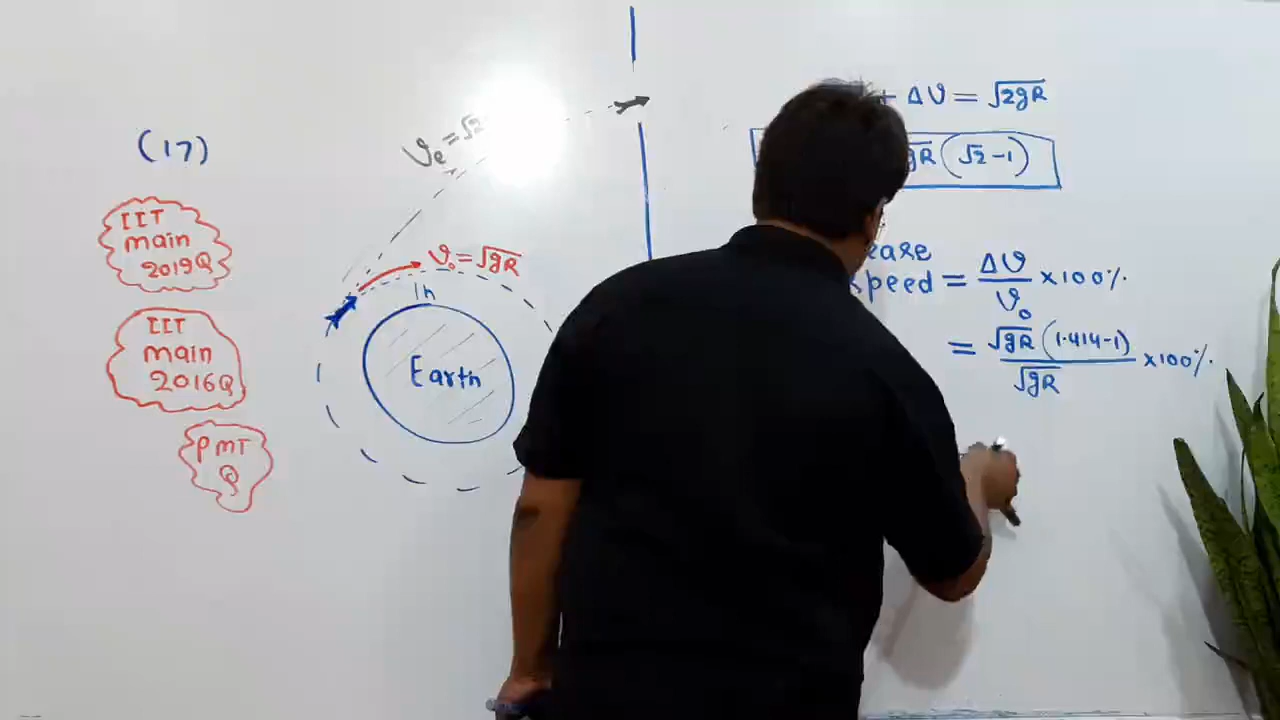 (17)
IIT
main
2019Q
IIT
main
2016Q
PMT
Q
ϑe = √2
ϑo = √gR
h
Earth
+ Δϑ = √2gR
gR (√2-1)
ease
speed = Δϑ/ϑo × 100%
= √gR (1.414-1)/√gR × 100%